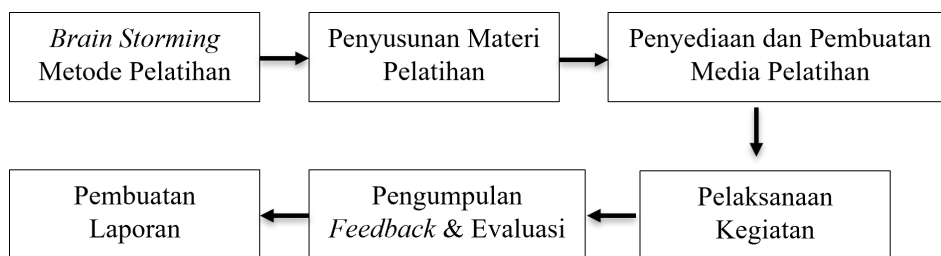 Brain Storming
Metode Pelatihan
Penyusunan Materi
Pelatihan
Penyediaan dan Pembuatan
Media Pelatihan
Pelaksanaan
Kegiatan
Pengumpulan
Feedback & Evaluasi
Pembuatan
Laporan